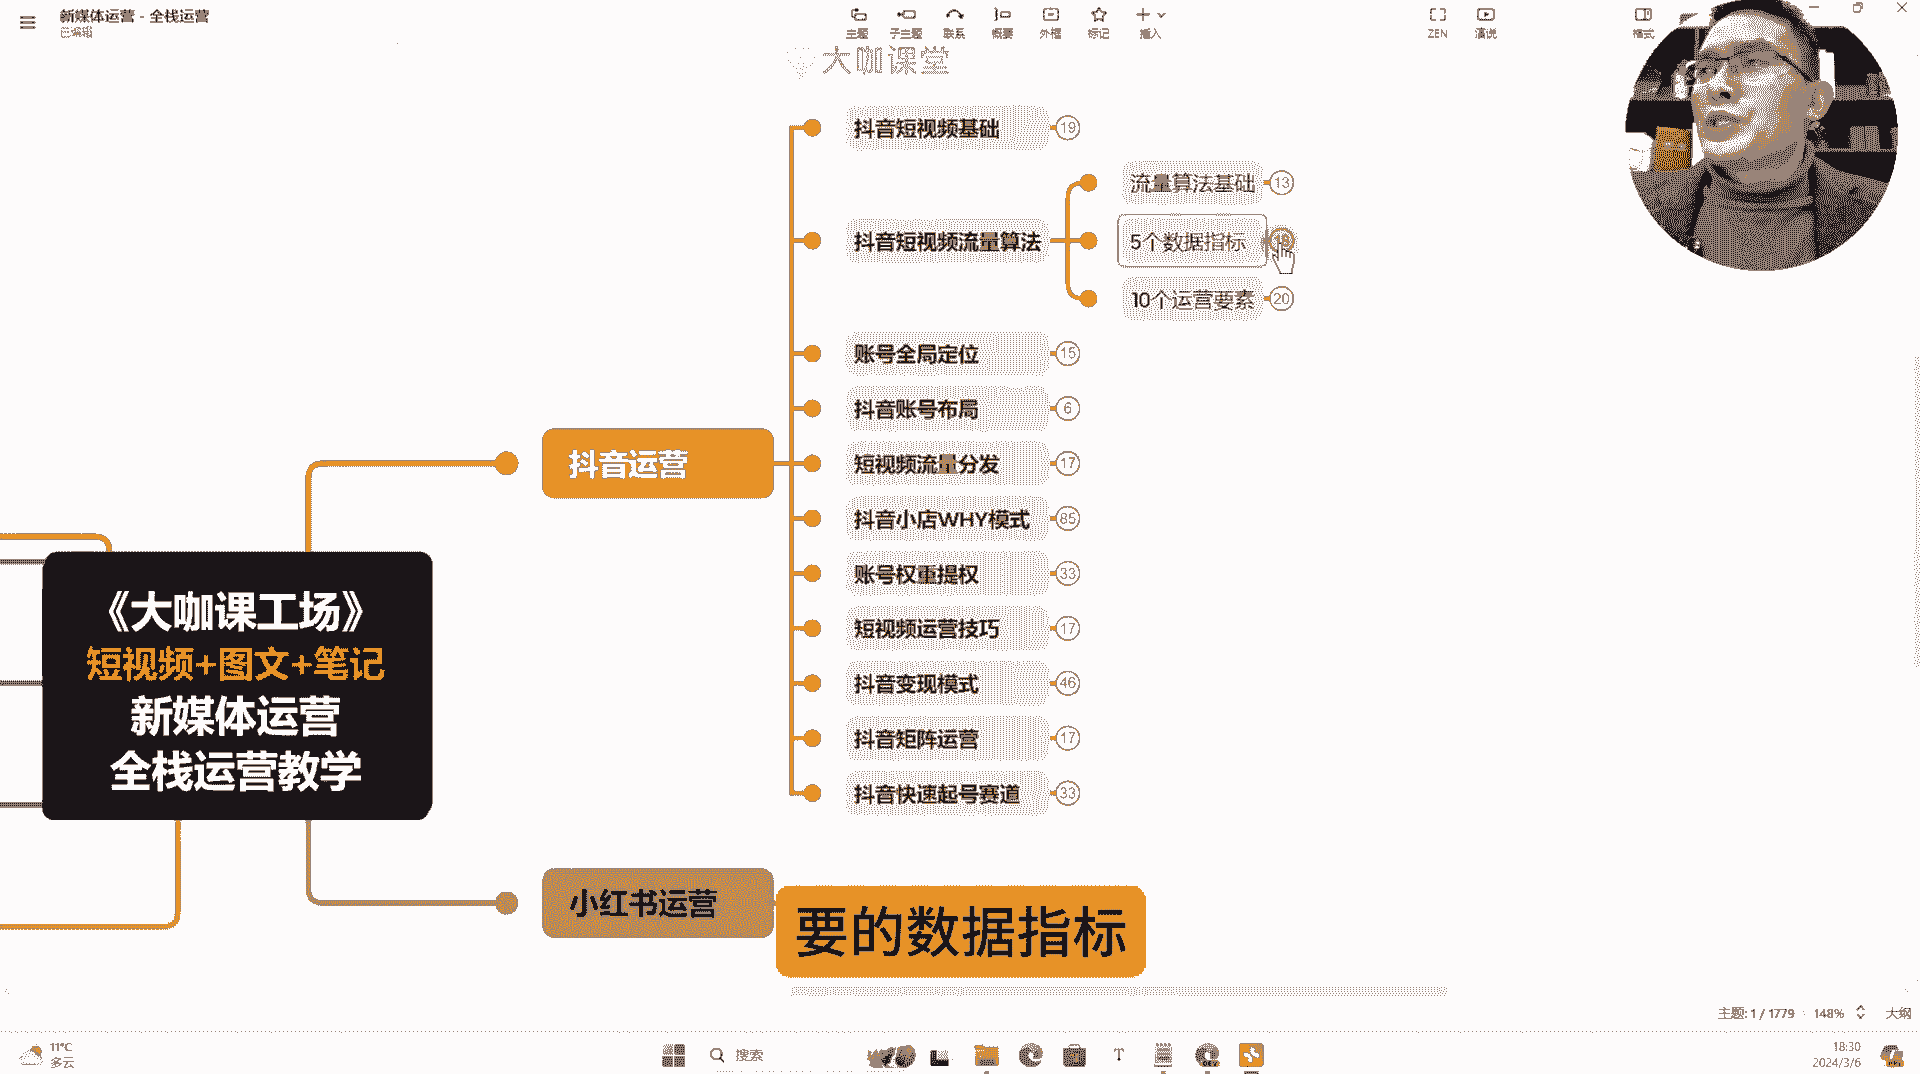 新媒体运营 - 全栈运营
已编辑
主题
子主题
联系
概要
外框
标记
插入
ZEN
演说
格式
大咖课堂
抖音短视频基础 19
流量算法基础 13
抖音短视频流量算法
5个数据指标
10个运营要素 20
账号全局定位 15
抖音账号布局 6
抖音运营
短视频流量分发 17
抖音小店WHY模式 85
账号权重提权 33
《大咖课工场》
短视频+图文+笔记
新媒体运营
全栈运营教学
短视频运营技巧 17
抖音变现模式 46
抖音矩阵运营 17
抖音快速起号赛道 33
小红书运营
要的数据指标
主题: 1 / 1779 · 148%
大纲
11°C
多云
搜索
18:30
2024/3/6